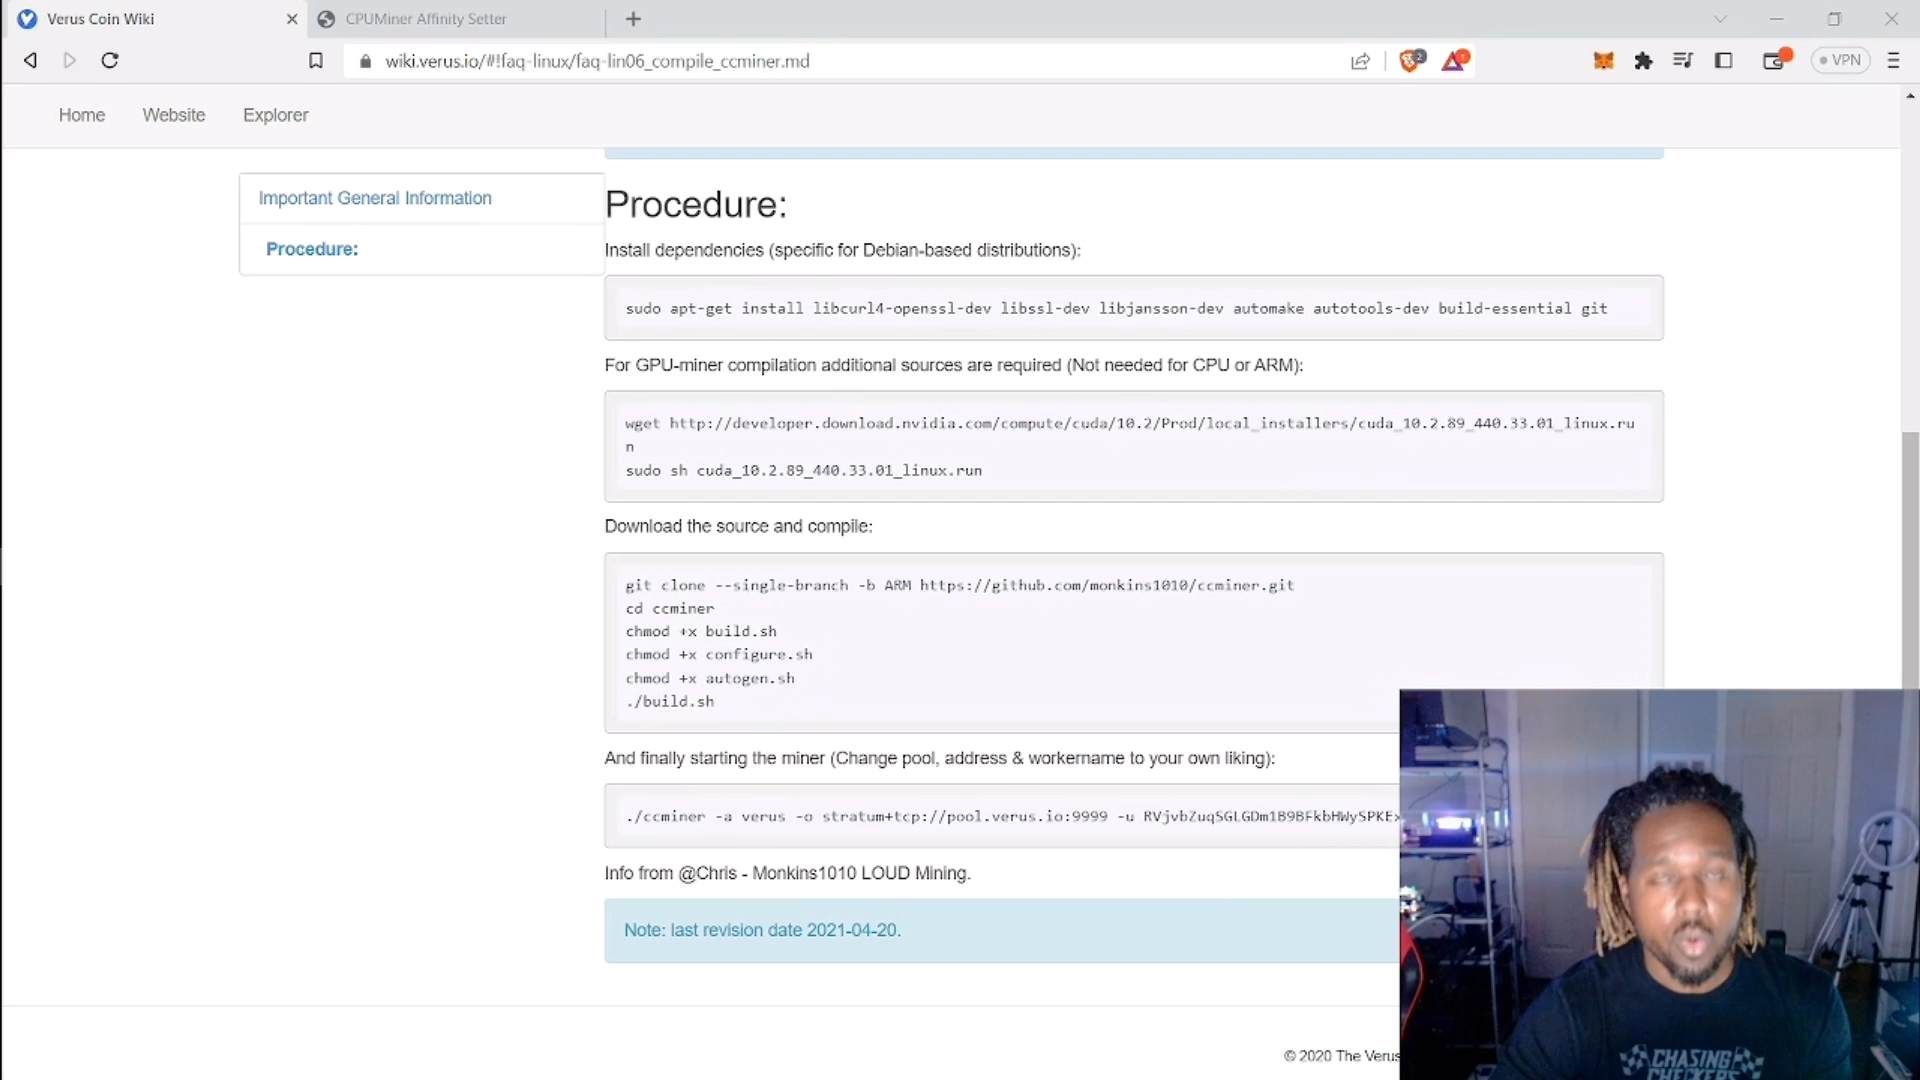 Verus Coin Wiki
CPUMiner Affinity Setter
wiki.verus.io/#!faq-linux/faq-lin06_compile_ccminer.md
2
1
VPN
Home
Website
Explorer
Important General Information
Procedure:
Procedure:
Install dependencies (specific for Debian-based distributions):
sudo apt-get install libcurl4-openssl-dev libssl-dev libjansson-dev automake autotools-dev build-essential git
For GPU-miner compilation additional sources are required (Not needed for CPU or ARM):
wget http://developer.download.nvidia.com/compute/cuda/10.2/Prod/local_installers/cuda_10.2.89_440.33.01_linux.ru
n
sudo sh cuda_10.2.89_440.33.01_linux.run
Download the source and compile:
git clone --single-branch -b ARM https://github.com/monkins1010/ccminer.git
cd ccminer
chmod +x build.sh
chmod +x configure.sh
chmod +x autogen.sh
./build.sh
And finally starting the miner (Change pool, address & workername to your own liking):
./ccminer -a verus -o stratum+tcp://pool.verus.io:9999 -u RVjvbZuqSGLGDm1B9BFkbHWySPKEx
Info from @Chris - Monkins1010 LOUD Mining.
Note: last revision date 2021-04-20.
© 2020 The Verus
CHASING
CHECKERS